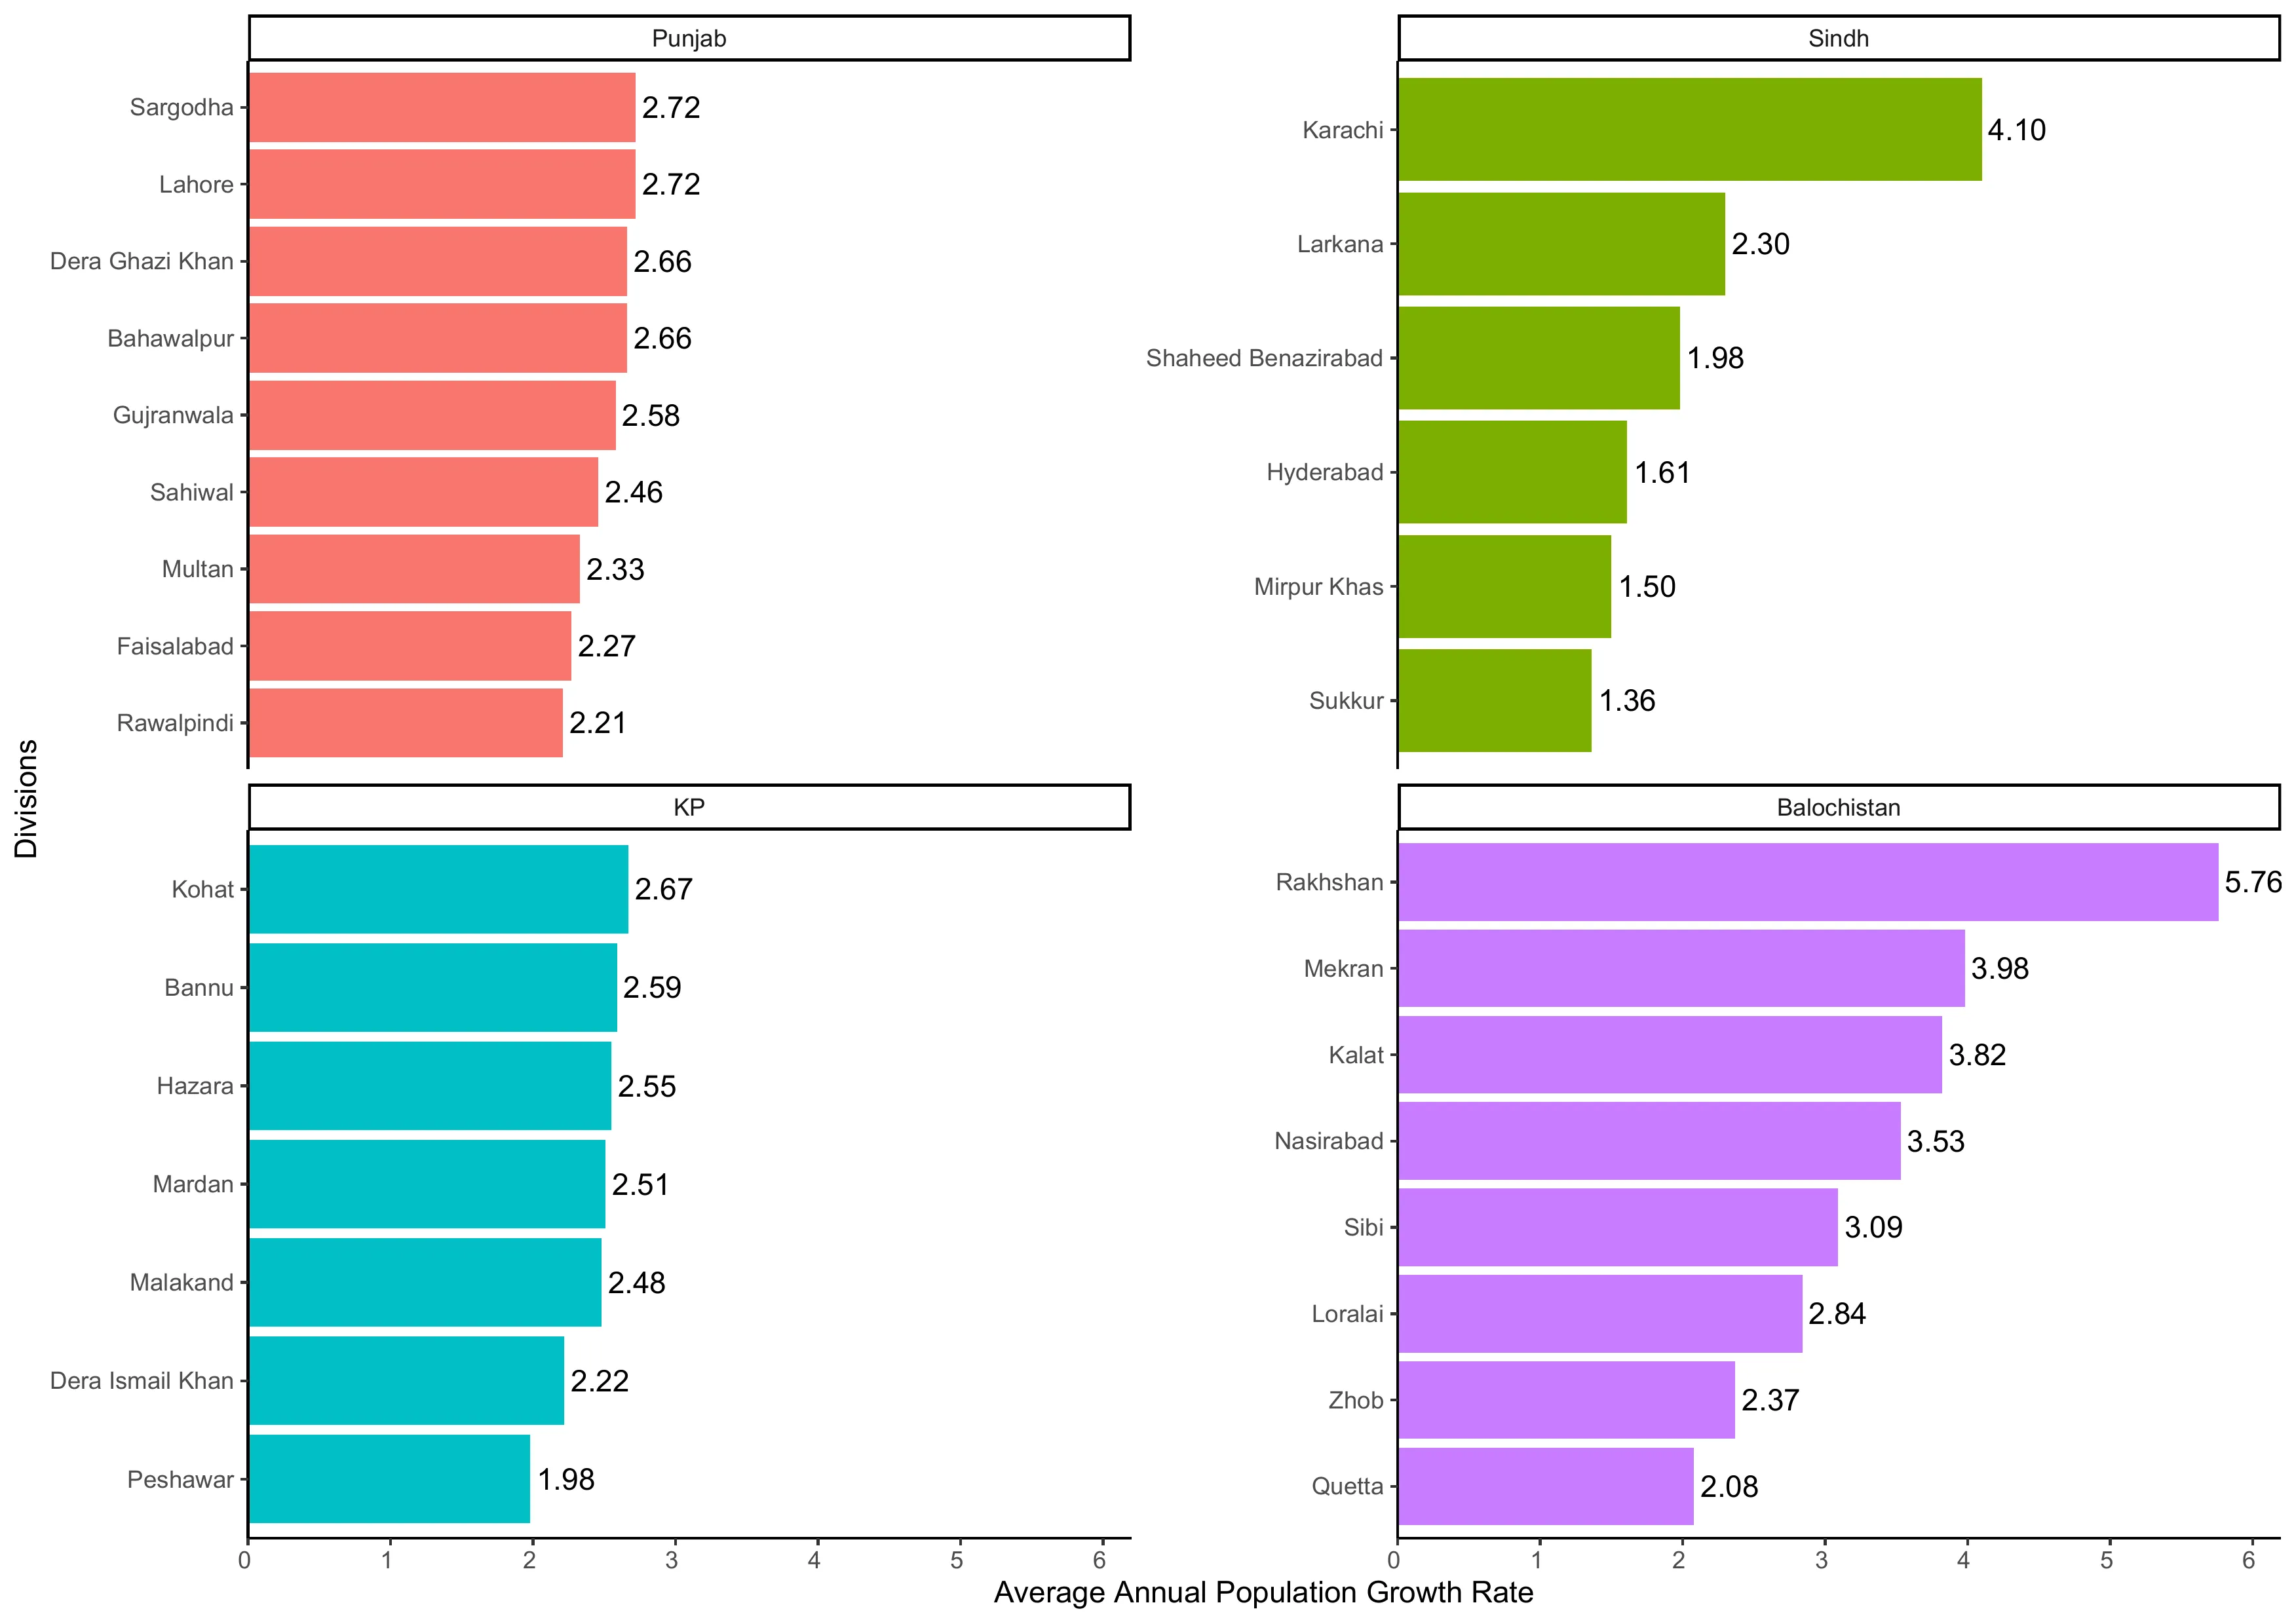 Punjab
Sargodha 2.72
Lahore 2.72
Dera Ghazi Khan 2.66
Bahawalpur 2.66
Gujranwala 2.58
Sahiwal 2.46
Multan 2.33
Faisalabad 2.27
Rawalpindi 2.21
Sindh
Karachi 4.10
Larkana 2.30
Shaheed Benazirabad 1.98
Hyderabad 1.61
Mirpur Khas 1.50
Sukkur 1.36
Divisions
KP
Kohat 2.67
Bannu 2.59
Hazara 2.55
Mardan 2.51
Malakand 2.48
Dera Ismail Khan 2.22
Peshawar 1.98
0 1 2 3 4 5 6
Balochistan
Rakhshan 5.76
Mekran 3.98
Kalat 3.82
Nasirabad 3.53
Sibi 3.09
Loralai 2.84
Zhob 2.37
Quetta 2.08
0 1 2 3 4 5 6
Average Annual Population Growth Rate